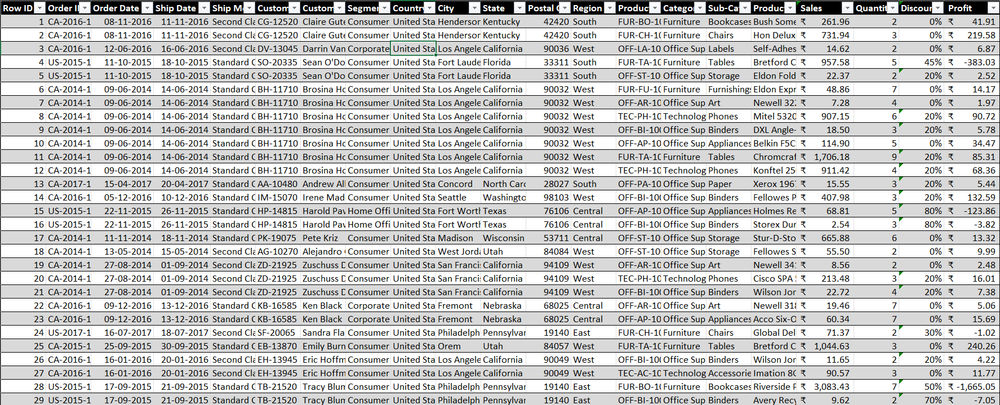 Row ID Order I Order Date Ship Date Ship M Custom Custom Segmer Country City State Postal C Region Produc Catego Sub-Ca Produc Sales Quantit Discour Profit
1 CA-2016-1 08-11-2016 11-11-2016 Second Cla CG-12520 Claire Gute Consumer United Sta Henderson Kentucky 42420 South FUR-BO-10 Furniture Bookcases Bush Some ₹ 261.96 2 0% ₹ 41.91
2 CA-2016-1 08-11-2016 11-11-2016 Second Cla CG-12520 Claire Gute Consumer United Sta Henderson Kentucky 42420 South FUR-CH-10 Furniture Chairs Hon Delux ₹ 731.94 3 0% ₹ 219.58
3 CA-2016-1 12-06-2016 16-06-2016 Second Cla DV-13045 Darrin Van Corporate United Sta Los Angele California 90036 West OFF-LA-10 Office Sup Labels Self-Adhes ₹ 14.62 2 0% ₹ 6.87
4 US-2015-1 11-10-2015 18-10-2015 Standard C SO-20335 Sean O'Do Consumer United Sta Fort Laude Florida 33311 South FUR-TA-10 Furniture Tables Bretford C ₹ 957.58 5 45% ₹ -383.03
5 US-2015-1 11-10-2015 18-10-2015 Standard C SO-20335 Sean O'Do Consumer United Sta Fort Laude Florida 33311 South OFF-ST-10 Office Sup Storage Eldon Fold ₹ 22.37 2 20% ₹ 2.52
6 CA-2014-1 09-06-2014 14-06-2014 Standard C BH-11710 Brosina Ho Consumer United Sta Los Angele California 90032 West FUR-FU-10 Furniture Furnishings Eldon Expr ₹ 48.86 7 0% ₹ 14.17
7 CA-2014-1 09-06-2014 14-06-2014 Standard C BH-11710 Brosina Ho Consumer United Sta Los Angele California 90032 West OFF-AR-10 Office Sup Art Newell 322 ₹ 7.28 4 0% ₹ 1.97
8 CA-2014-1 09-06-2014 14-06-2014 Standard C BH-11710 Brosina Ho Consumer United Sta Los Angele California 90032 West TEC-PH-10 Technolog Phones Mitel 5320 ₹ 907.15 6 20% ₹ 90.72
9 CA-2014-1 09-06-2014 14-06-2014 Standard C BH-11710 Brosina Ho Consumer United Sta Los Angele California 90032 West OFF-BI-100 Office Sup Binders DXL Angle- ₹ 18.50 3 20% ₹ 5.78
10 CA-2014-1 09-06-2014 14-06-2014 Standard C BH-11710 Brosina Ho Consumer United Sta Los Angele California 90032 West OFF-AP-10 Office Sup Appliances Belkin F5C ₹ 114.90 5 0% ₹ 34.47
11 CA-2014-1 09-06-2014 14-06-2014 Standard C BH-11710 Brosina Ho Consumer United Sta Los Angele California 90032 West FUR-TA-10 Furniture Tables Chromcraf ₹ 1,706.18 9 20% ₹ 85.31
12 CA-2014-1 09-06-2014 14-06-2014 Standard C BH-11710 Brosina Ho Consumer United Sta Los Angele California 90032 West TEC-PH-10 Technolog Phones Konftel 25 ₹ 911.42 4 20% ₹ 68.36
13 CA-2017-1 15-04-2017 20-04-2017 Standard C AA-10480 Andrew All Consumer United Sta Concord North Carc 28027 South OFF-PA-10 Office Sup Paper Xerox 1967 ₹ 15.55 3 20% ₹ 5.44
14 CA-2016-1 05-12-2016 10-12-2016 Standard C IM-15070 Irene Mad Consumer United Sta Seattle Washingto 98103 West OFF-BI-100 Office Sup Binders Fellowes P ₹ 407.98 3 20% ₹ 132.59
15 US-2015-1 22-11-2015 26-11-2015 Standard C HP-14815 Harold Pav Home Offi United Sta Fort Worth Texas 76106 Central OFF-AP-10 Office Sup Appliances Holmes Re ₹ 68.81 5 80% ₹ -123.86
16 US-2015-1 22-11-2015 26-11-2015 Standard C HP-14815 Harold Pav Home Offi United Sta Fort Worth Texas 76106 Central OFF-BI-100 Office Sup Binders Storex Dur ₹ 2.54 3 80% ₹ -3.82
17 CA-2014-1 11-11-2014 18-11-2014 Standard C PK-19075 Pete Kriz Consumer United Sta Madison Wisconsin 53711 Central OFF-ST-10 Office Sup Storage Stur-D-Sto ₹ 665.88 6 0% ₹ 13.32
18 CA-2014-1 13-05-2014 15-05-2014 Second Cla AG-10270 Alejandro Consumer United Sta West Jorda Utah 84084 West OFF-ST-10 Office Sup Storage Fellowes S ₹ 55.50 2 0% ₹ 9.99
19 CA-2014-1 27-08-2014 01-09-2014 Second Cla ZD-21925 Zuschuss D Consumer United Sta San Francis California 94109 West OFF-AR-10 Office Sup Art Newell 341 ₹ 8.56 2 0% ₹ 2.48
20 CA-2014-1 27-08-2014 01-09-2014 Second Cla ZD-21925 Zuschuss D Consumer United Sta San Francis California 94109 West TEC-PH-10 Technolog Phones Cisco SPA ₹ 213.48 3 20% ₹ 16.01
21 CA-2014-1 27-08-2014 01-09-2014 Second Cla ZD-21925 Zuschuss D Consumer United Sta San Francis California 94109 West OFF-BI-100 Office Sup Binders Wilson Jor ₹ 22.72 4 20% ₹ 7.38
22 CA-2016-1 09-12-2016 13-12-2016 Standard C KB-16585 Ken Black Corporate United Sta Fremont Nebraska 68025 Central OFF-AR-10 Office Sup Art Newell 318 ₹ 19.46 7 0% ₹ 5.06
23 CA-2016-1 09-12-2016 13-12-2016 Standard C KB-16585 Ken Black Corporate United Sta Fremont Nebraska 68025 Central OFF-AP-10 Office Sup Appliances Acco Six-O ₹ 60.34 7 0% ₹ 15.69
24 US-2017-1 16-07-2017 18-07-2017 Second Cla SF-20065 Sandra Fla Consumer United Sta Philadelph Pennsylvar 19140 East FUR-CH-10 Furniture Chairs Global Del ₹ 71.37 2 30% ₹ -1.02
25 CA-2015-1 25-09-2015 30-09-2015 Standard C EB-13870 Emily Burn Consumer United Sta Orem Utah 84057 West FUR-TA-10 Furniture Tables Bretford C ₹ 1,044.63 3 0% ₹ 240.26
26 CA-2016-1 16-01-2016 20-01-2016 Second Cla EH-13945 Eric Hoffm Consumer United Sta Los Angele California 90049 West OFF-BI-100 Office Sup Binders Wilson Jor ₹ 11.65 2 20% ₹ 4.22
27 CA-2016-1 16-01-2016 20-01-2016 Second Cla EH-13945 Eric Hoffm Consumer United Sta Los Angele California 90049 West TEC-AC-10 Technolog Accessorie Imation 8G ₹ 90.57 3 0% ₹ 11.77
28 US-2015-1 17-09-2015 21-09-2015 Standard C TB-21520 Tracy Blum Consumer United Sta Philadelph Pennsylvar 19140 East FUR-BO-10 Furniture Bookcases Riverside F ₹ 3,083.43 7 50% ₹ -1,665.05
29 US-2015-1 17-09-2015 21-09-2015 Standard C TB-21520 Tracy Blum Consumer United Sta Philadelph Pennsylvar 19140 East OFF-BI-100 Office Sup Binders Avery Recy ₹ 9.62 2 70% ₹ -7.05